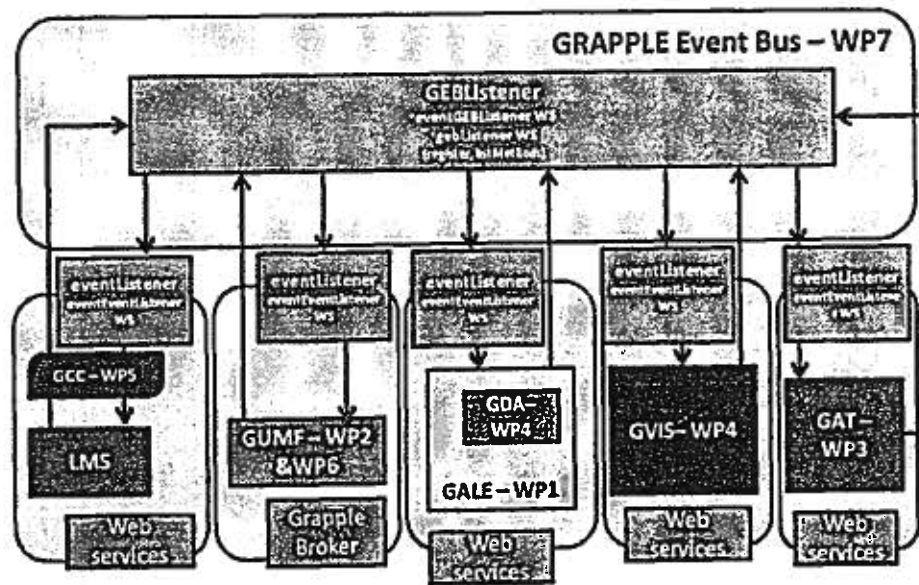 GRAPPLE Event Bus – WP7
GEBListener
*eventGEBListener WS
*gebListener WS
eventListener
eventEventListener
WS
eventListener
eventEventListener
WS
eventListener
eventEventListener
WS
eventListener
eventEventListener
WS
eventListener
eventEventListene
r WS
GCC – WP5
LMS
GUMF – WP2
&WP6
GDA –
WP4
GALE – WP1
GVIS – WP4
GAT –
WP3
Web
services
Grapple
Broker
Web
services
Web
services
Web
services